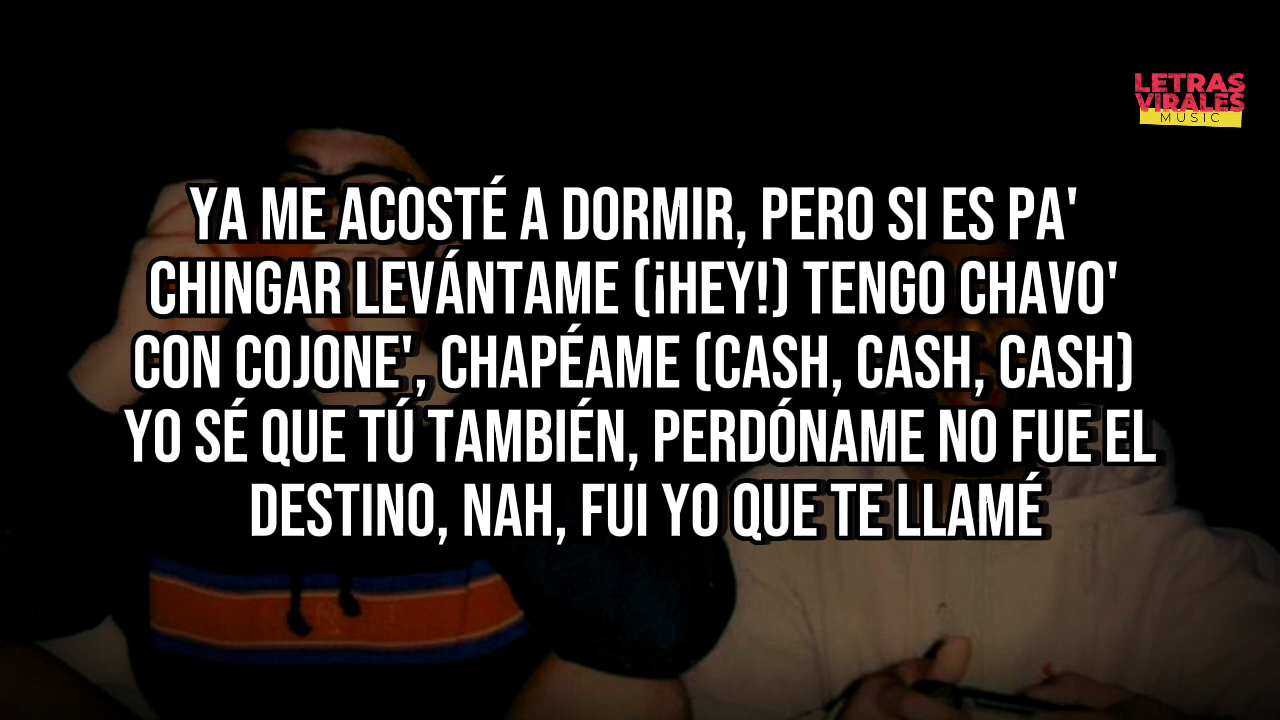 LETRAS
VIRALES
MUSIC
YA ME ACOSTÉ A DORMIR, PERO SI ES PA'
CHINGAR LEVÁNTAME (¡HEY!) TENGO CHAVO'
CON COJONE', CHAPÉAME (CASH, CASH, CASH)
YO SÉ QUE TÚ TAMBIÉN, PERDÓNAME NO FUE EL
DESTINO, NAH, FUI YO QUE TE LLAMÉ